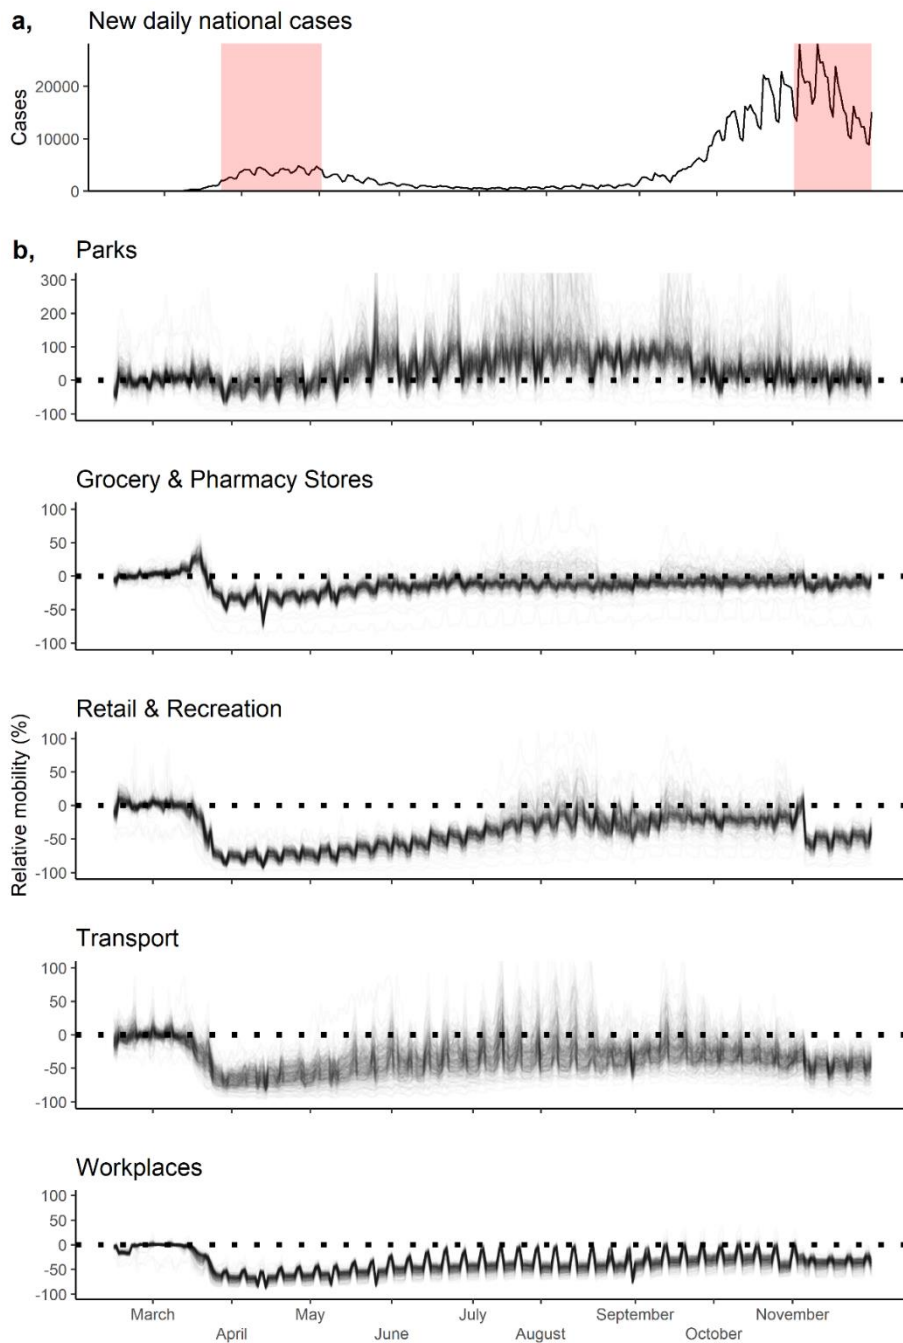 a, New daily national cases
Cases
20000
10000
0
b, Parks
300
200
100
0
-100
Grocery & Pharmacy Stores
100
50
0
-50
-100
Relative mobility (%)
Retail & Recreation
100
50
0
-50
-100
Transport
100
50
0
-50
-100
Workplaces
100
50
0
-50
-100
March May July September November
April June August October